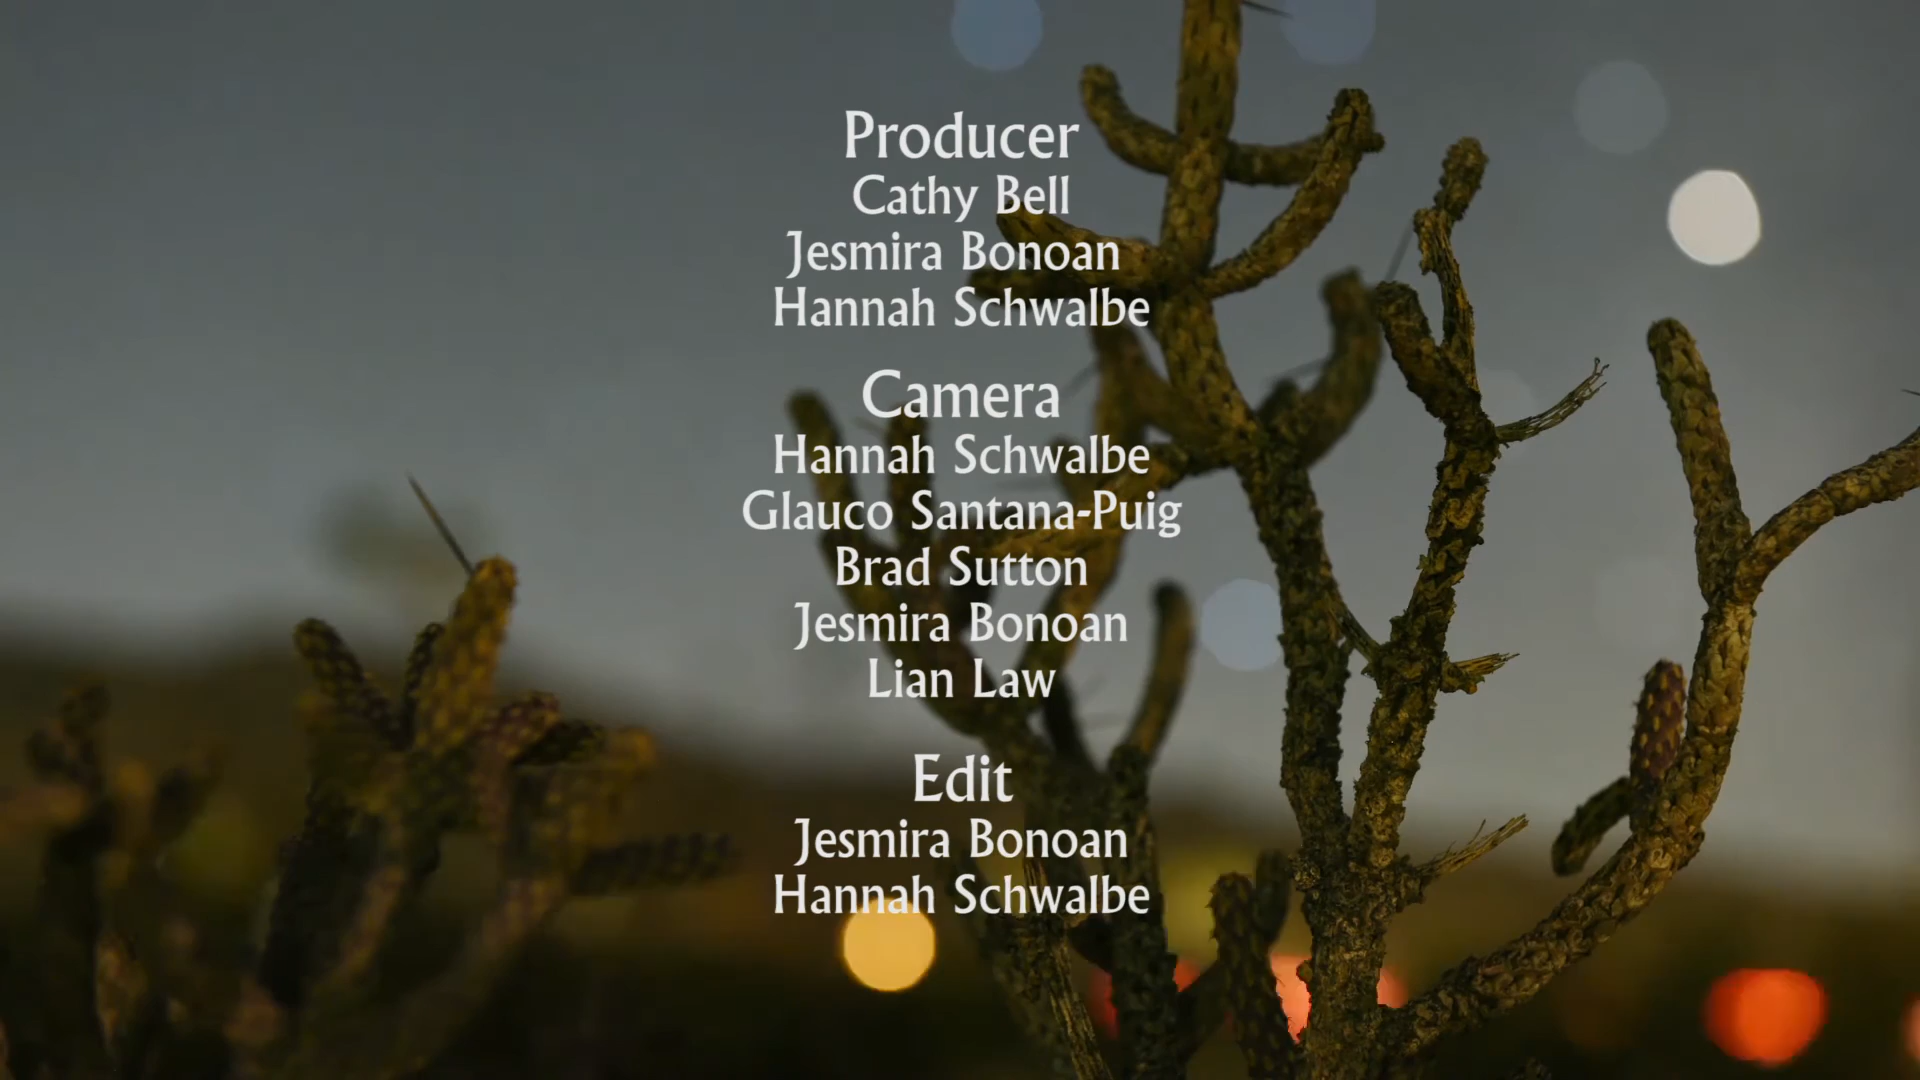 Producer
Cathy Bell
Jesmira Bonoan
Hannah Schwalbe
Camera
Hannah Schwalbe
Glauco Santana-Puig
Brad Sutton
Jesmira Bonoan
Lian Law
Edit
Jesmira Bonoan
Hannah Schwalbe